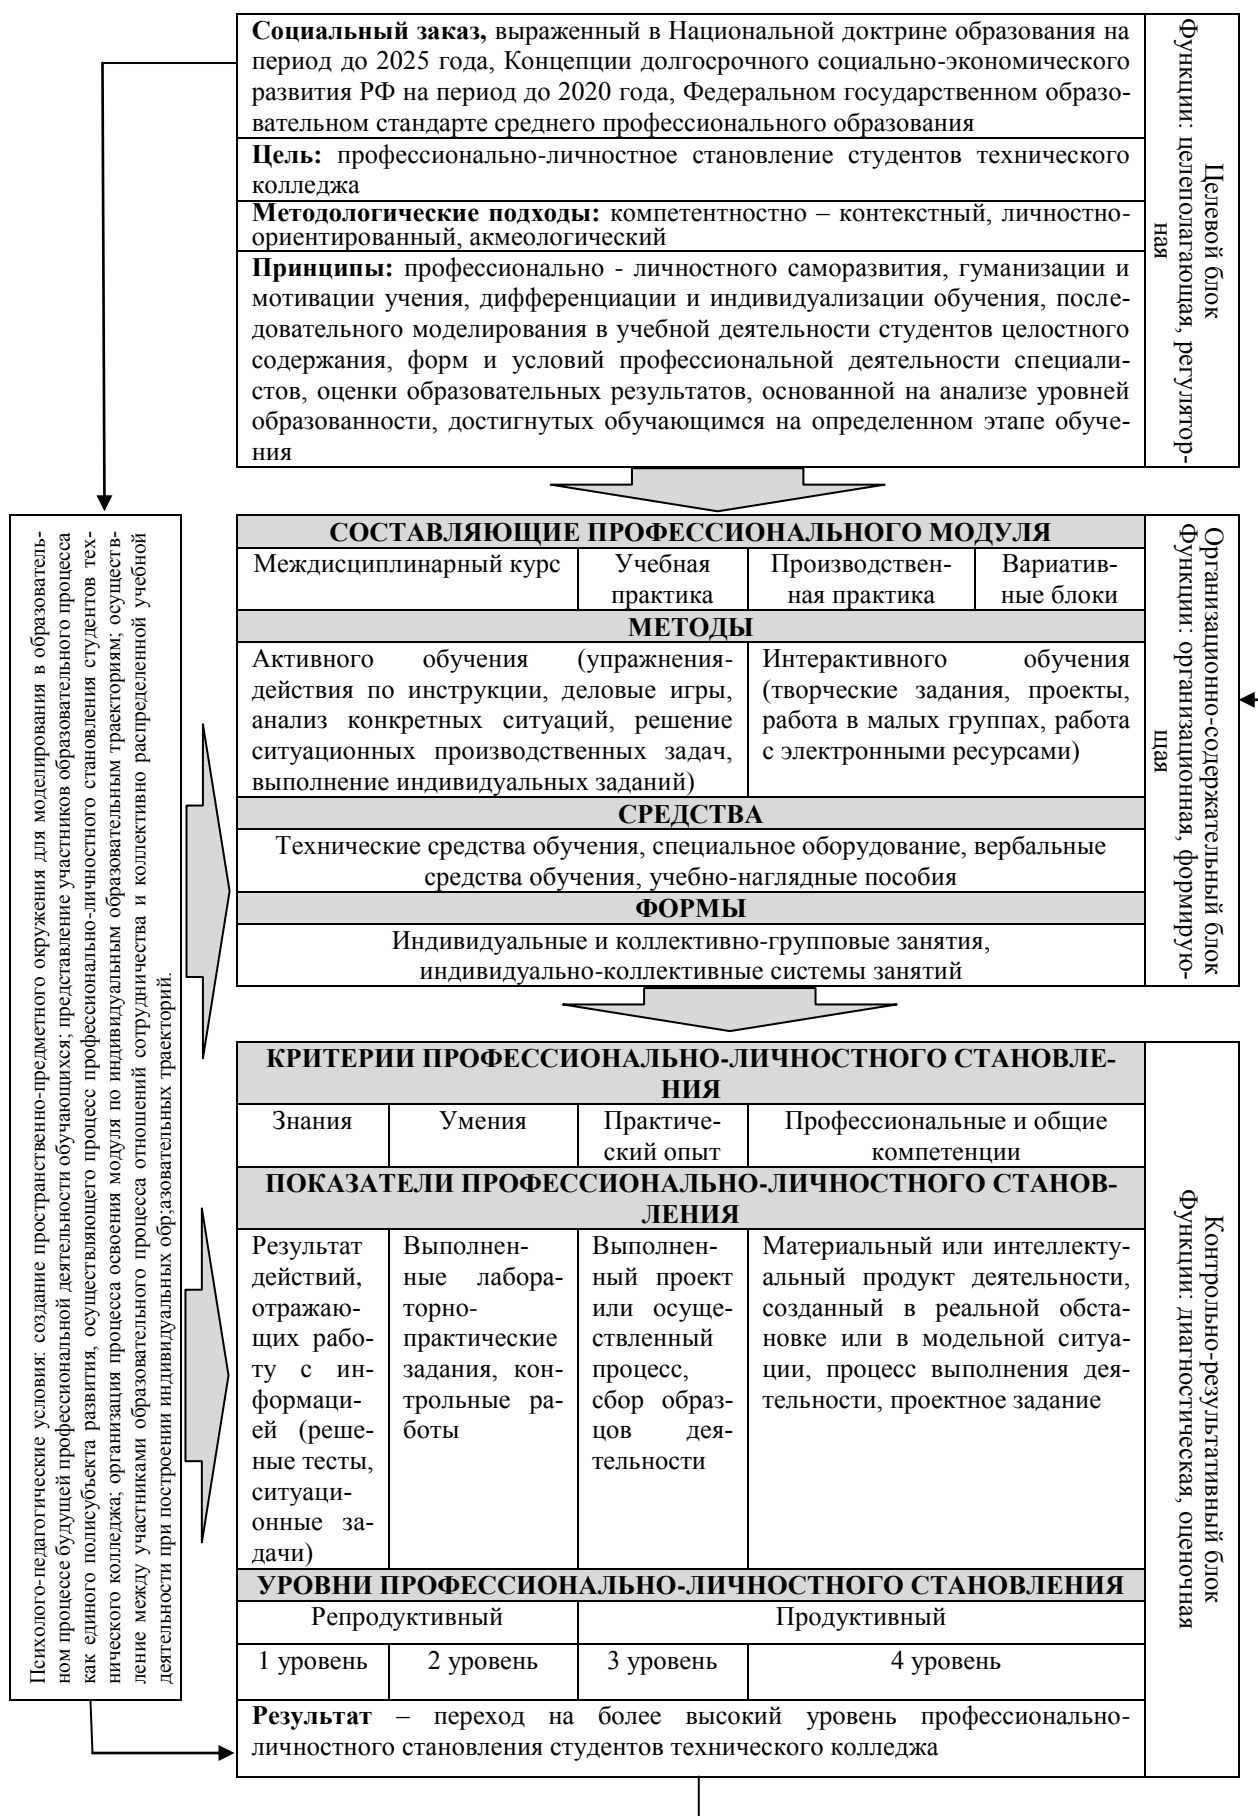 Социальный заказ, выраженный в Национальной доктрине образования на
период до 2025 года, Концепции долгосрочного социально-экономического
развития РФ на период до 2020 года, Федеральном государственном образо-
вательном стандарте среднего профессионального образования
Цель: профессионально-личностное становление студентов технического
колледжа
Методологические подходы: компетентностно – контекстный, личностно-
ориентированный, акмеологический
Принципы: профессионально - личностного саморазвития, гуманизации и
мотивации учения, дифференциации и индивидуализации обучения, после-
довательного моделирования в учебной деятельности студентов целостного
содержания, форм и условий профессиональной деятельности специали-
стов, оценки образовательных результатов, основанной на анализе уровней
образованности, достигнутых обучающимся на определенном этапе обуче-
ния
Целевой блок
Функции: целеполагающая, регулятор-
ная
Психолого-педагогические условия: создание пространственно-предметного окружения для моделирования в образователь-
ном процессе будущей профессиональной деятельности обучающихся; представление участников образовательного процесса
как единого полисубъекта развития, осуществляющего процесс профессионально-личностного становления студентов тех-
нического колледжа; организация процесса освоения модуля по индивидуальным образовательным траекториям; осуществ-
ление между участниками образовательного процесса отношений сотрудничества и коллективно распределенной учебной
деятельности при построении индивидуальных обр;азовательных траекторий.
СОСТАВЛЯЮЩИЕ ПРОФЕССИОНАЛЬНОГО МОДУЛЯ
Междисциплинарный курс
Учебная
практика
Производствен-
ная практика
Вариатив-
ные блоки
МЕТОДЫ
Активного обучения (упражнения-
действия по инструкции, деловые игры,
анализ конкретных ситуаций, решение
ситуационных производственных задач,
выполнение индивидуальных заданий)
Интерактивного обучения
(творческие задания, проекты,
работа в малых группах, работа
с электронными ресурсами)
СРЕДСТВА
Технические средства обучения, специальное оборудование, вербальные
средства обучения, учебно-наглядные пособия
ФОРМЫ
Индивидуальные и коллективно-групповые занятия,
индивидуально-коллективные системы занятий
Организационно-содержательный блок
Функции: организационная, формирую-
щая
КРИТЕРИИ ПРОФЕССИОНАЛЬНО-ЛИЧНОСТНОГО СТАНОВЛЕ-
НИЯ
Знания
Умения
Практиче-
ский опыт
Профессиональные и общие
компетенции
ПОКАЗАТЕЛИ ПРОФЕССИОНАЛЬНО-ЛИЧНОСТНОГО СТАНОВ-
ЛЕНИЯ
Результат
действий,
отражаю-
щих рабо-
ту с ин-
формаци-
ей (реше-
ные тесты,
ситуаци-
онные за-
дачи)
Выполнен-
ные лабора-
торно-
практические
задания, кон-
трольные ра-
боты
Выполнен-
ный проект
или осуще-
ствленный
процесс,
сбор образ-
цов дея-
тельности
Материальный или интеллекту-
альный продукт деятельности,
созданный в реальной обста-
новке или в модельной ситуа-
ции, процесс выполнения дея-
тельности, проектное задание
УРОВНИ ПРОФЕССИОНАЛЬНО-ЛИЧНОСТНОГО СТАНОВЛЕНИЯ
Репродуктивный
Продуктивный
1 уровень
2 уровень
3 уровень
4 уровень
Результат – переход на более высокий уровень профессионально-
личностного становления студентов технического колледжа
Контрольно-результативный блок
Функции: диагностическая, оценочная